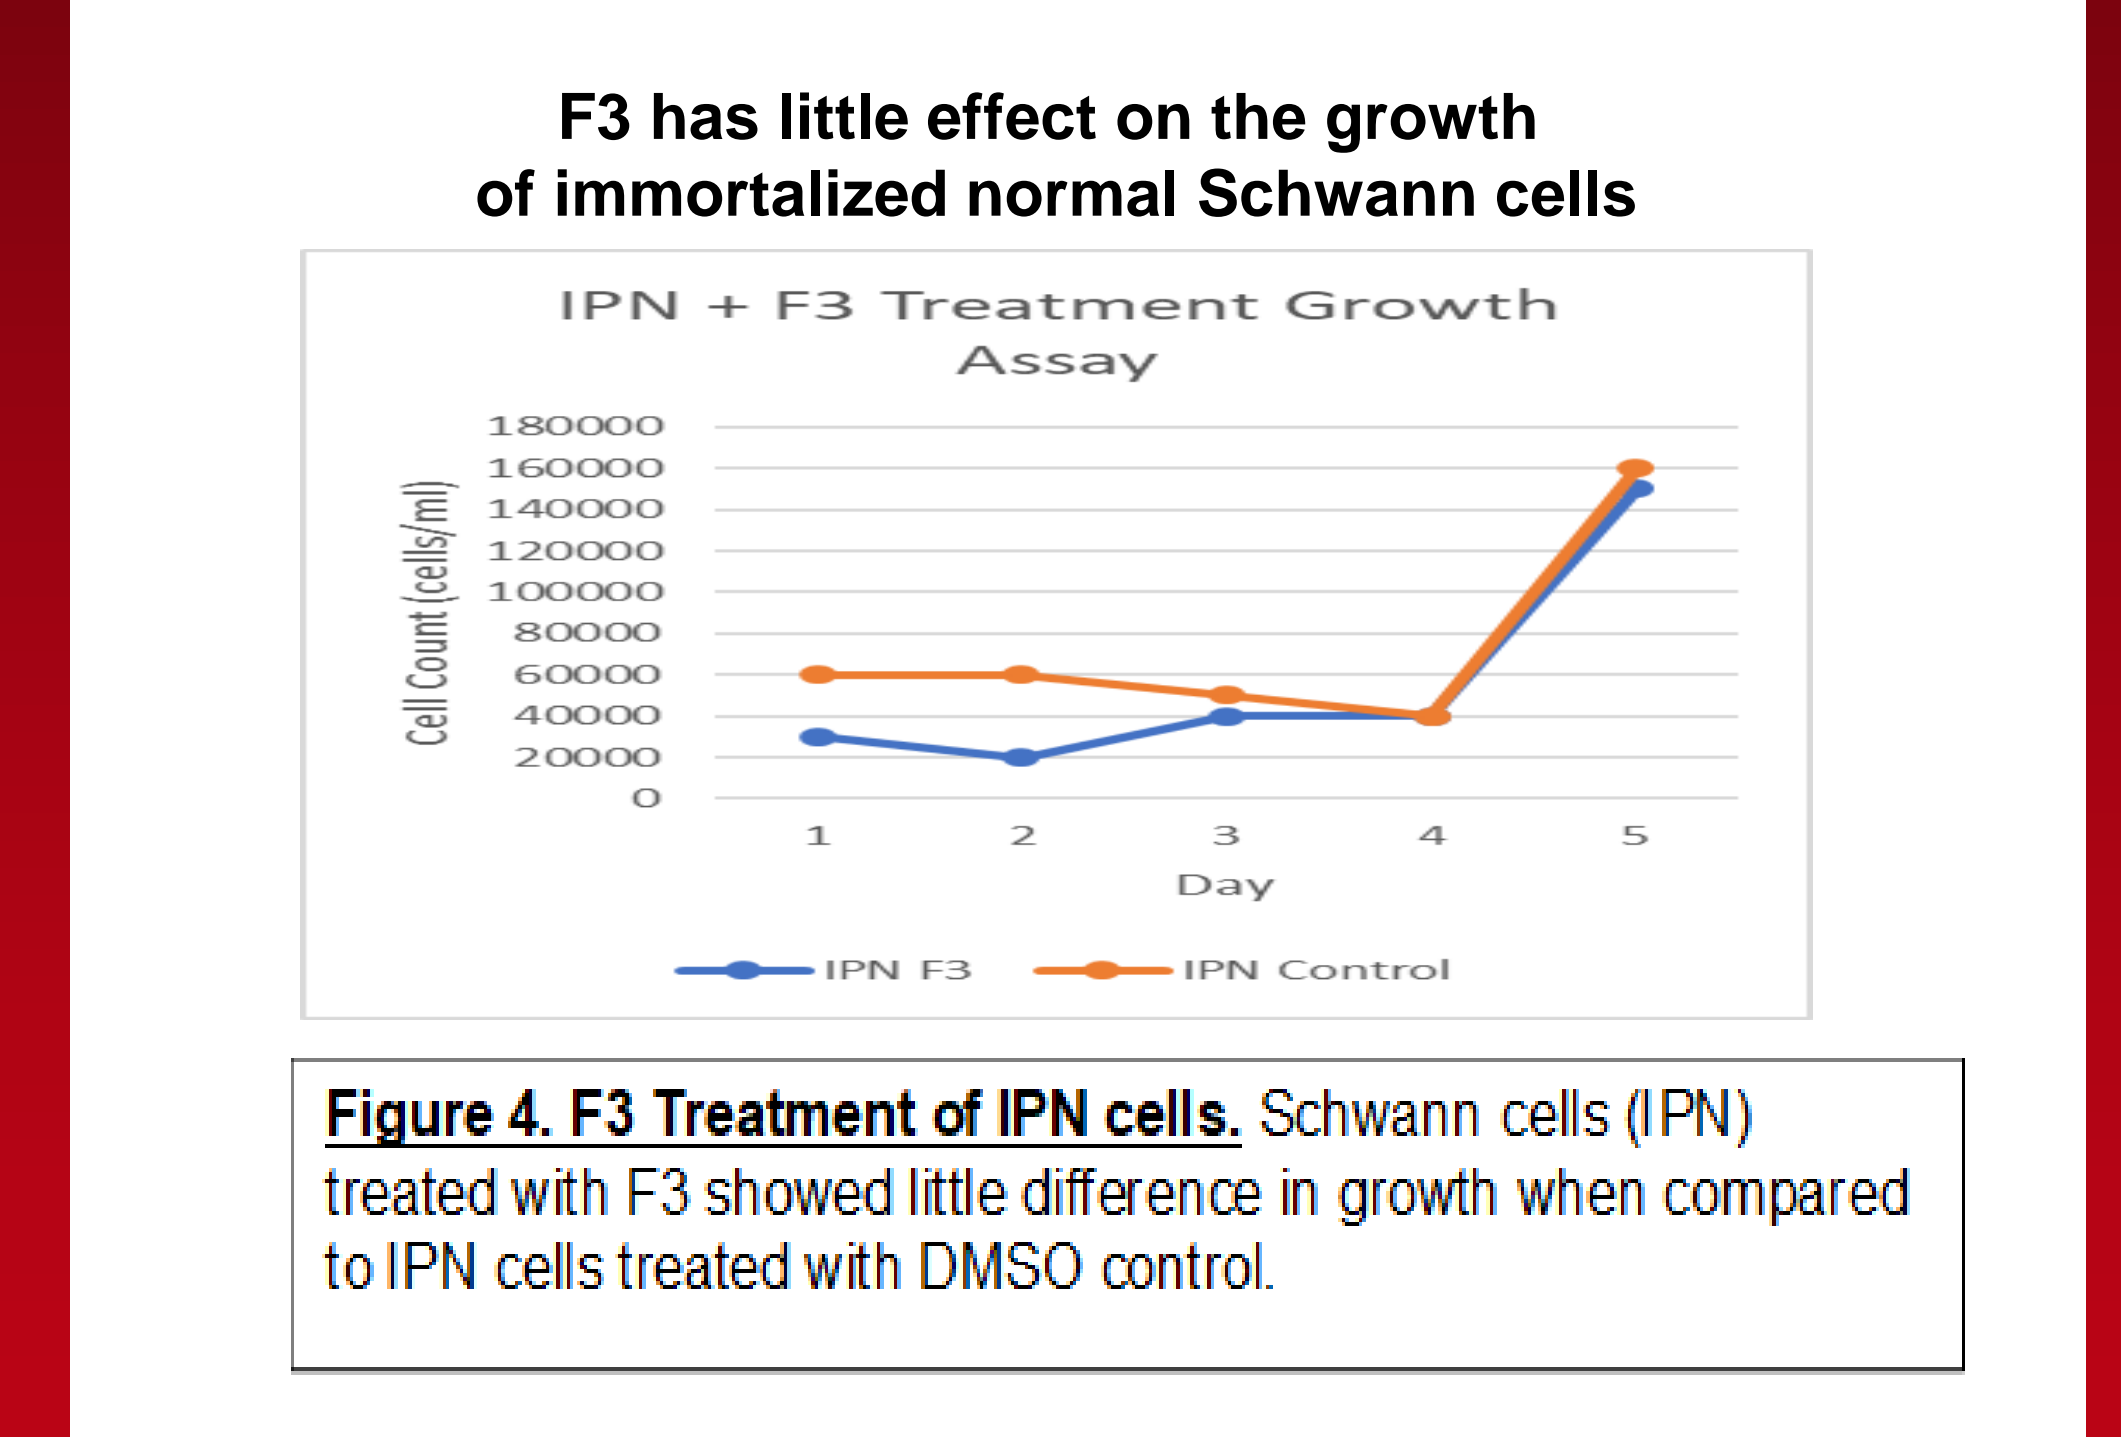 F3 has little effect on the growth
of immortalized normal Schwann cells
IPN + F3 Treatment Growth
Assay
Cell Count (cells/ml)
180000
160000
140000
120000
100000
80000
60000
40000
20000
0
1 2 3 4 5
Day
IPN F3 IPN Control
Figure 4. F3 Treatment of IPN cells. Schwann cells (IPN)
treated with F3 showed little difference in growth when compared
to IPN cells treated with DMSO control.